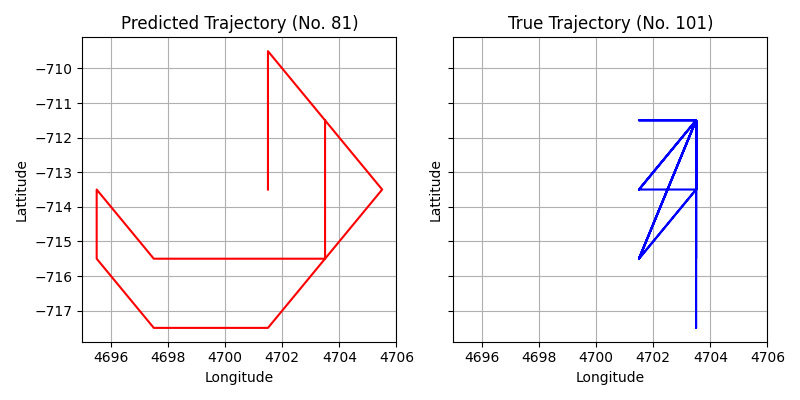 Predicted Trajectory (No. 81)
True Trajectory (No. 101)
−710
−711
−712
−713
−714
−715
−716
−717
Lattitude
Lattitude
4696 4698 4700 4702 4704 4706
4696 4698 4700 4702 4704 4706
Longitude
Longitude